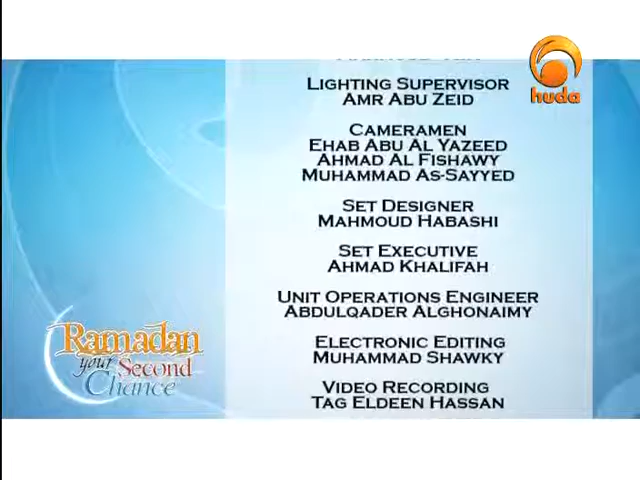 huda
LIGHTING SUPERVISOR
AMR ABU ZEID
CAMERAMEN
EHAB ABU AL YAZEED
AHMAD AL FISHAWY
MUHAMMAD AS-SAYYED
SET DESIGNER
MAHMOUD HABASHI
SET EXECUTIVE
AHMAD KHALIFAH
UNIT OPERATIONS ENGINEER
ABDULQADER ALGHONAIMY
ELECTRONIC EDITING
MUHAMMAD SHAWKY
VIDEO RECORDING
TAG ELDEEN HASSAN
Ramadan
your Second
Chance